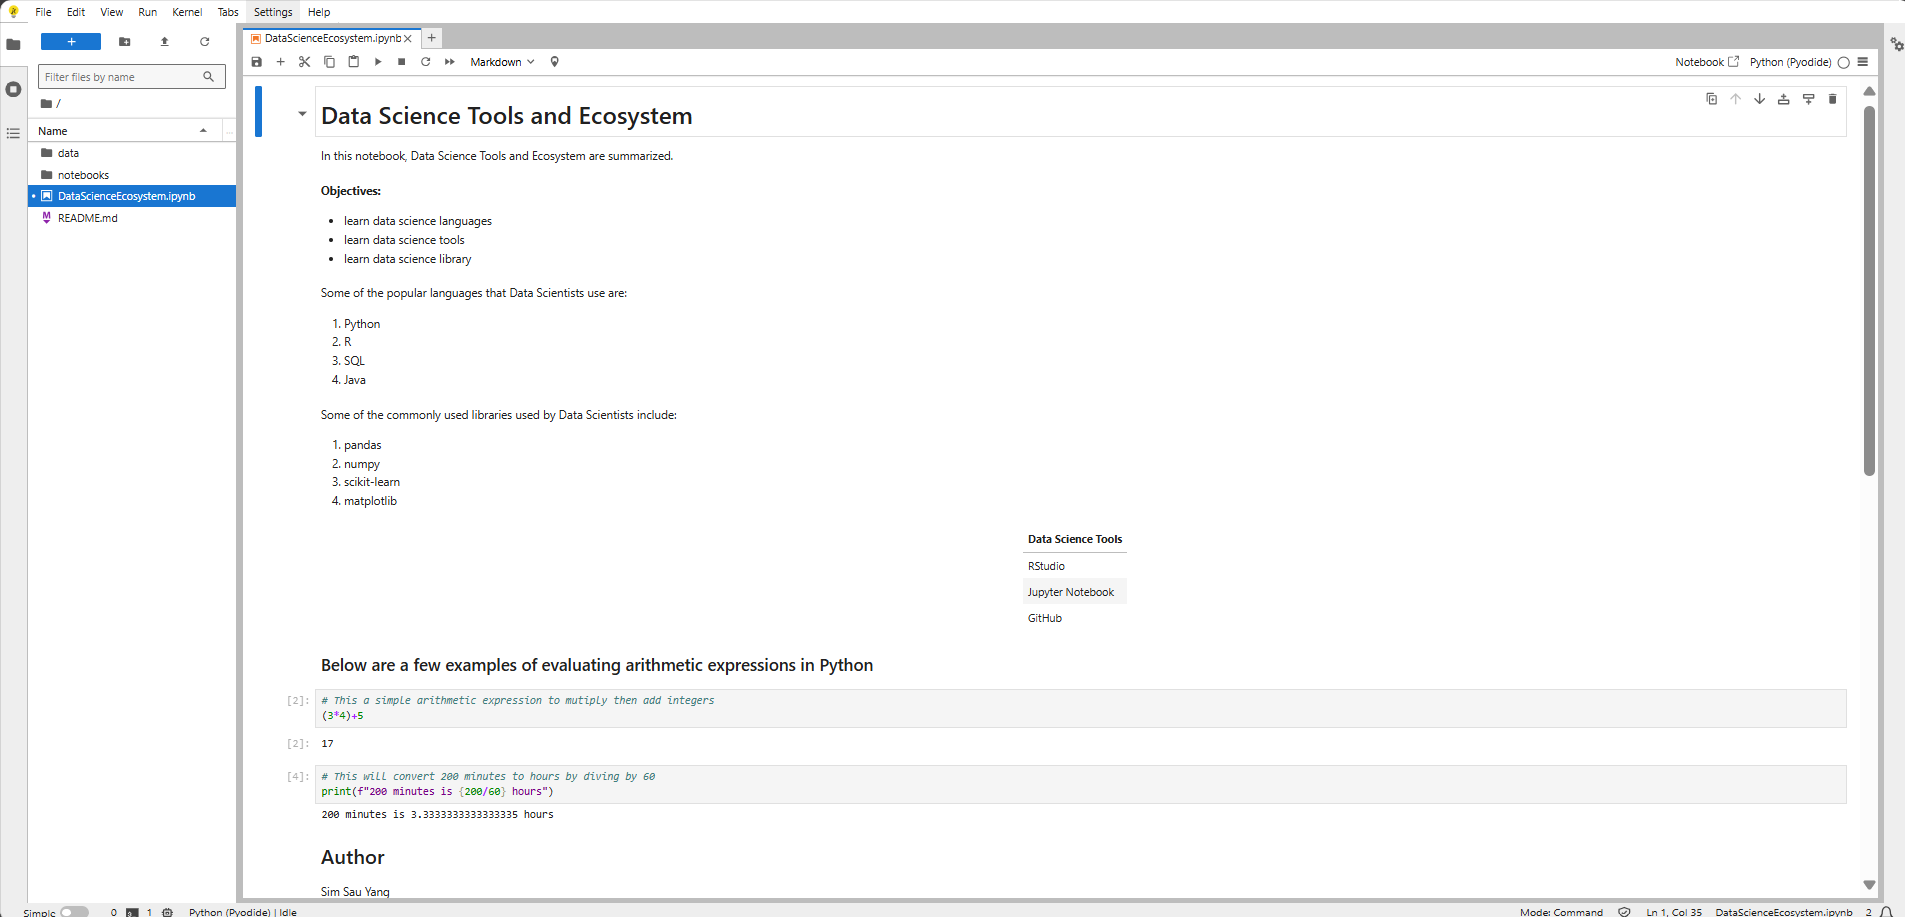 File Edit View Run Kernel Tabs Settings Help
DataScienceEcosystem.ipynb
Markdown
Notebook Python (Pyodide)
Filter files by name
/
Name
data
notebooks
DataScienceEcosystem.ipynb
README.md
Data Science Tools and Ecosystem
In this notebook, Data Science Tools and Ecosystem are summarized.
Objectives:
• learn data science languages
• learn data science tools
• learn data science library
Some of the popular languages that Data Scientists use are:
1. Python
2. R
3. SQL
4. Java
Some of the commonly used libraries used by Data Scientists include:
1. pandas
2. numpy
3. scikit-learn
4. matplotlib
Data Science Tools
RStudio
Jupyter Notebook
GitHub
Below are a few examples of evaluating arithmetic expressions in Python
[2]: # This a simple arithmetic expression to mutiply then add integers
(3*4)+5
[2]: 17
[4]: # This will convert 200 minutes to hours by diving by 60
print(f"200 minutes is {200/60} hours")
200 minutes is 3.3333333333333335 hours
Author
Sim Sau Yang
Simple 0 1 Python (Pyodide) | Idle Mode: Command Ln 1, Col 35 DataScienceEcosystem.ipynb 2